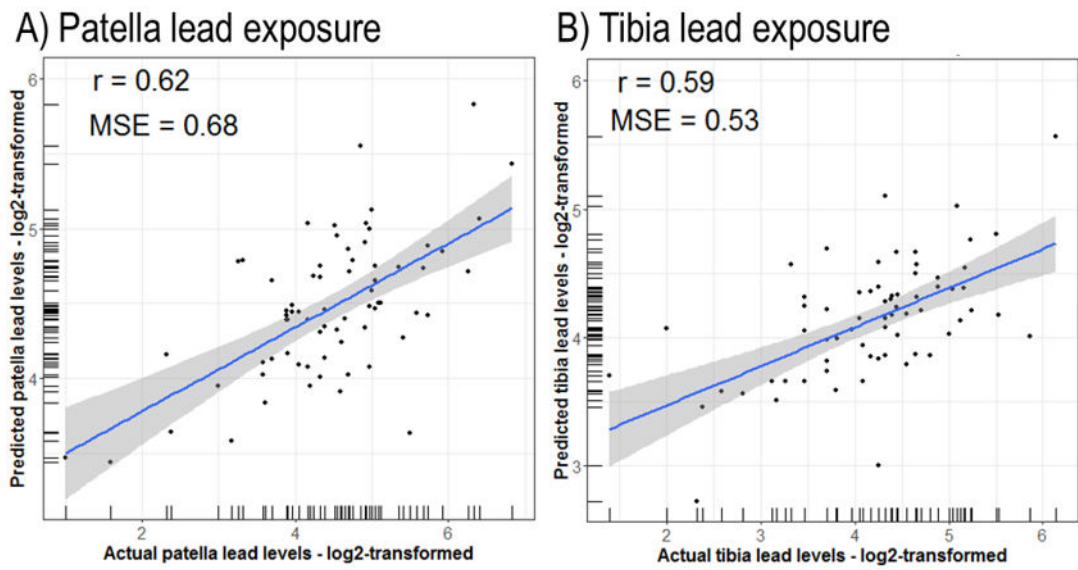 A) Patella lead exposure
r = 0.62
MSE = 0.68
Predicted patella lead levels - log2-transformed
6
5
4
2
4
6
Actual patella lead levels - log2-transformed
B) Tibia lead exposure
r = 0.59
MSE = 0.53
Predicted tibia lead levels - log2-transformed
6
5
4
3
2
3
4
5
6
Actual tibia lead levels - log2-transformed